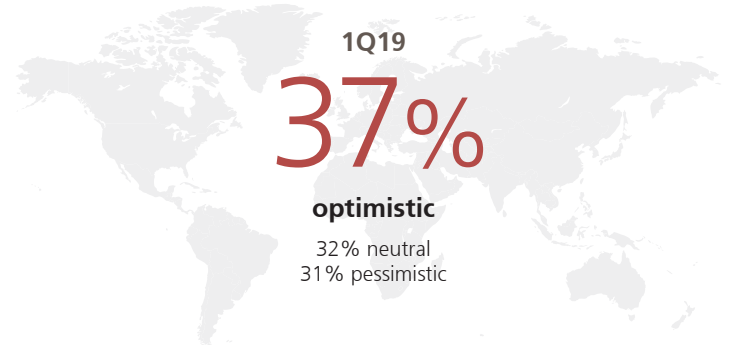 1Q19
37%
optimistic
32% neutral
31% pessimistic